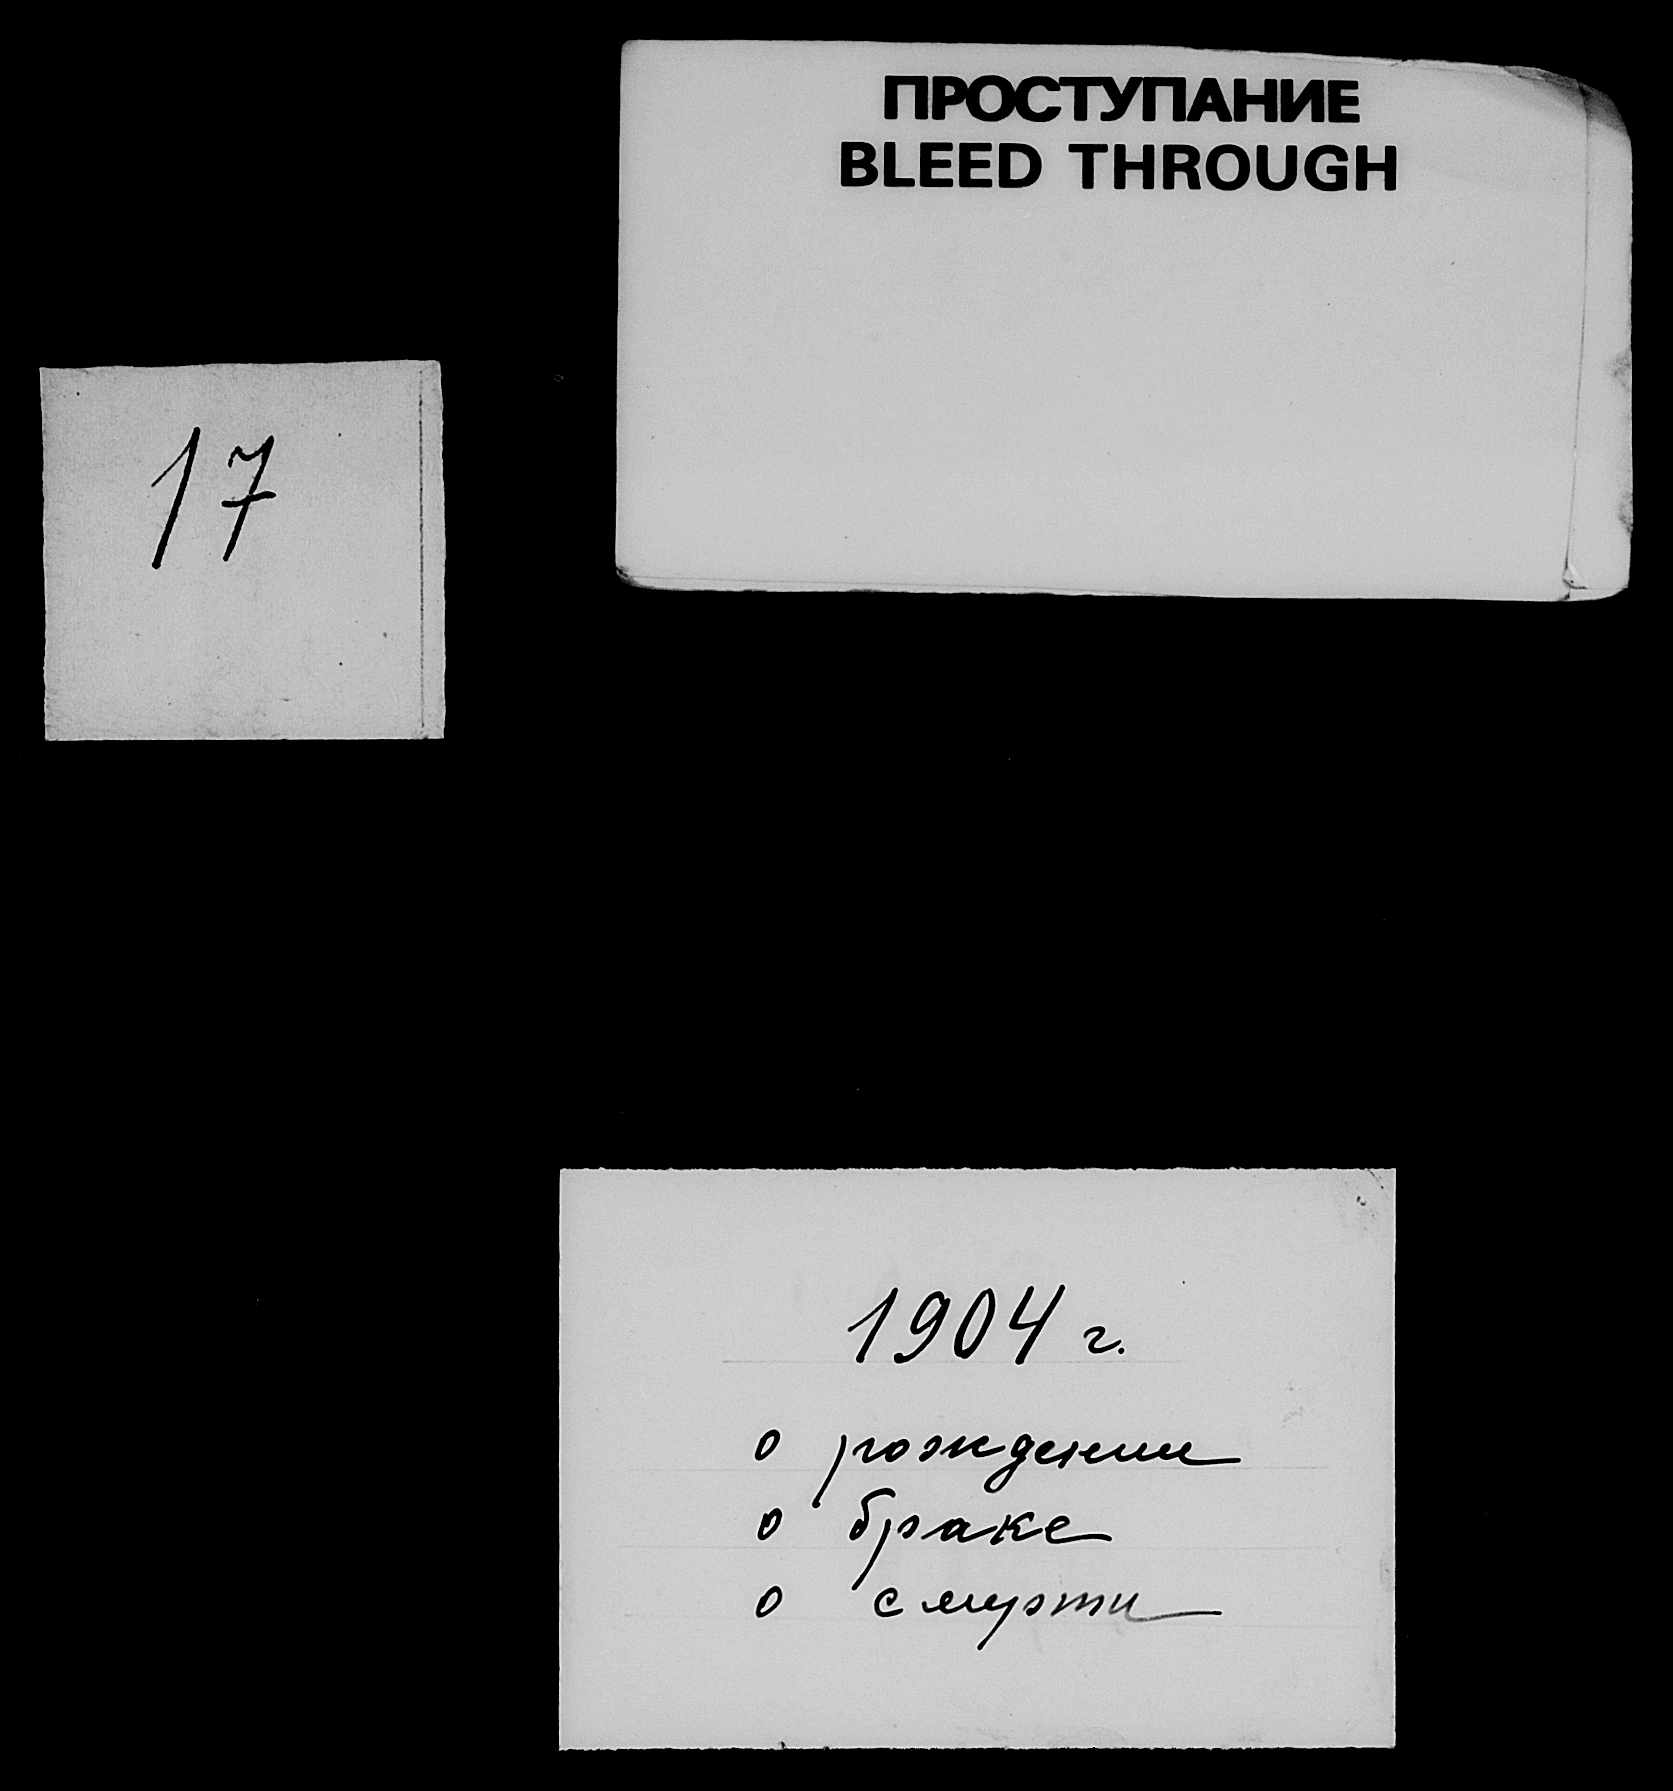 ПРОСТУПАНИЕ
BLEED THROUGH
17
1904 г.
о рождении
о браке
о смерти